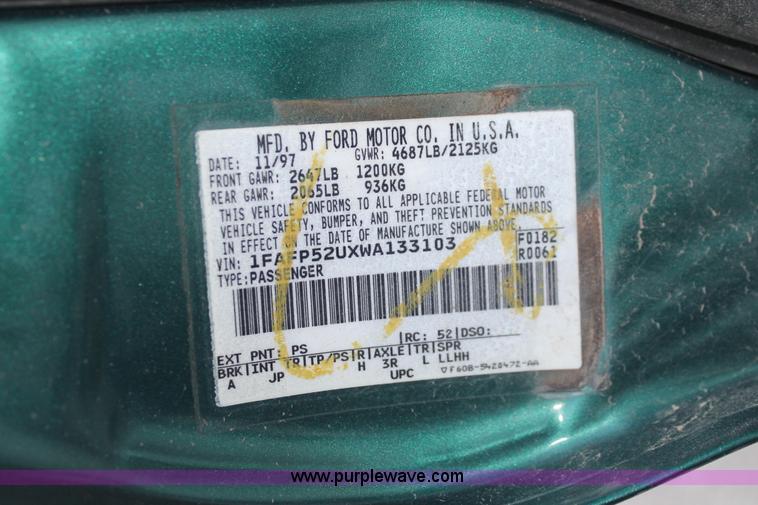 MFD. BY FORD MOTOR CO. IN U.S.A.
DATE: 11/97 GVWR: 4687LB/2125KG
FRONT GAWR: 2647LB 1200KG
REAR GAWR: 2065LB 936KG
THIS VEHICLE CONFORMS TO ALL APPLICABLE FEDERAL MOTOR
VEHICLE SAFETY, BUMPER, AND THEFT PREVENTION STANDARDS
IN EFFECT ON THE DATE OF MANUFACTURE SHOWN ABOVE.
VIN: 1FAFP52UXWA133103 F0182
TYPE: PASSENGER R0061
EXT PNT: PS |RC: 52|DSO:
BRK|INT TR|TP/PS|R|AXLE|TR|SPR
A JP H 3R L LLHH
UPC ▽F60B-5420472-AA
www.purplewave.com